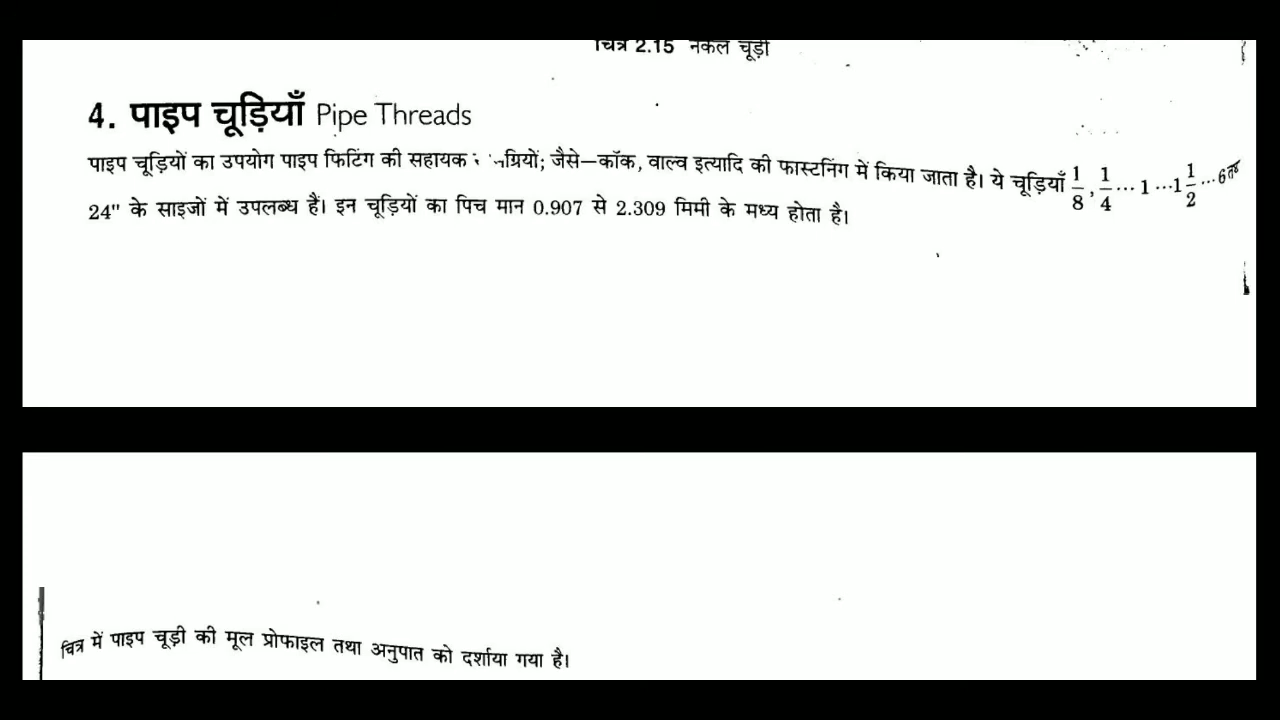 चित्र 2.15 नकल चूड़ी
4. पाइप चूड़ियाँ Pipe Threads
पाइप चूड़ियों का उपयोग पाइप फिटिंग की सहायक जैसे–कॉक, वाल्व इत्यादि की फास्टनिंग में किया जाता है। ये चूड़ियाँ 1/8, 1/4 ... 1 ...1 1/2 ... 6 तक
24" के साइजों में उपलब्ध हैं। इन चूड़ियों का पिच मान 0.907 से 2.309 मिमी के मध्य होता है।
चित्र में पाइप चूड़ी की मूल प्रोफाइल तथा अनुपात को दर्शाया गया है।